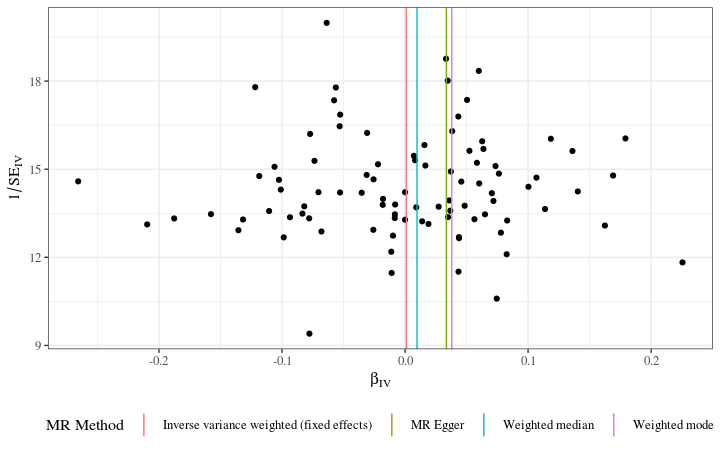 18
15
12
9
1/SE_IV
-0.2 -0.1 0.0 0.1 0.2
β_IV
MR Method Inverse variance weighted (fixed effects) MR Egger Weighted median Weighted mode